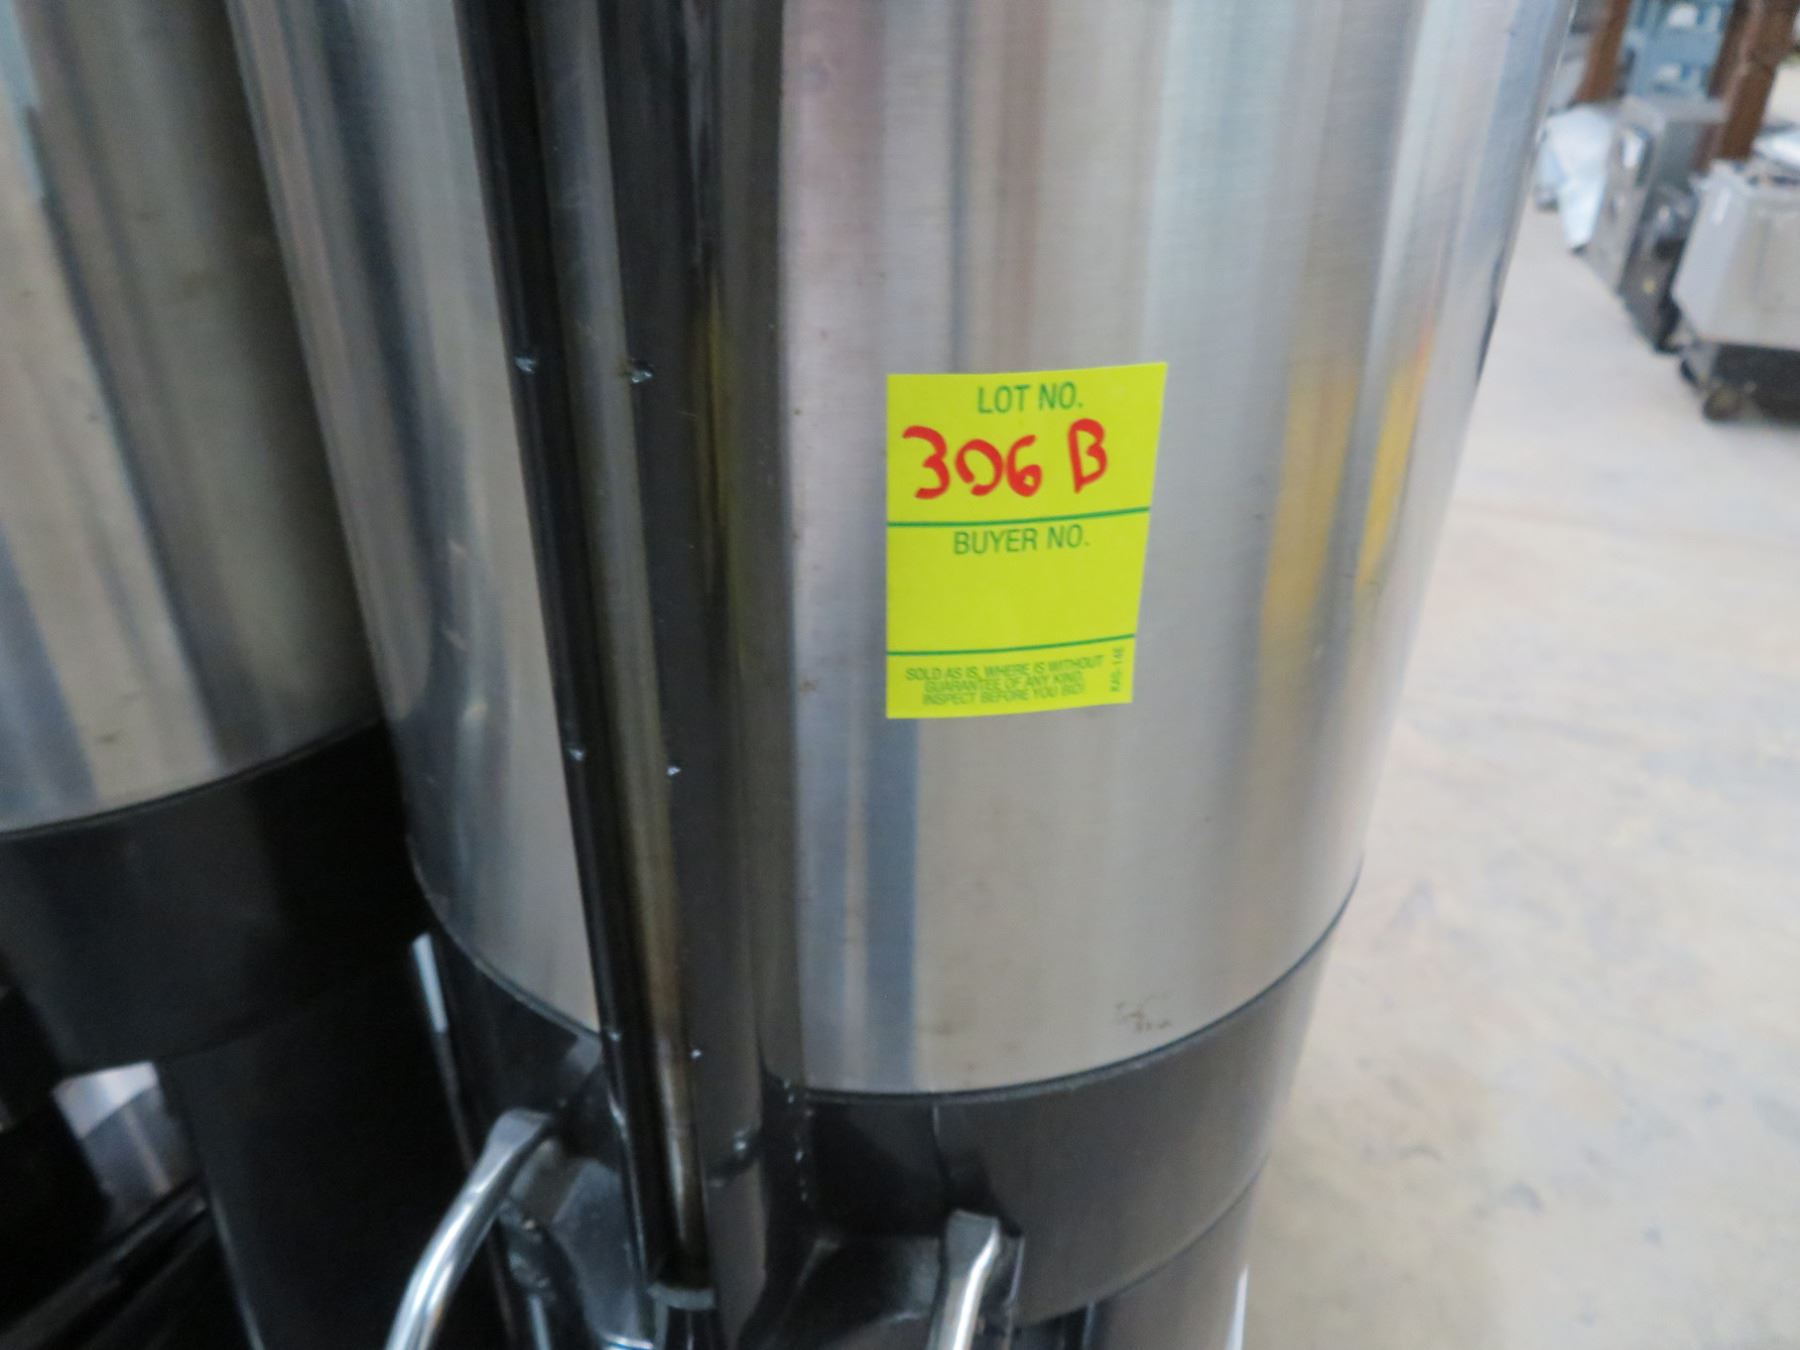 LOT NO.
306 B
BUYER NO.
SOLD AS IS, WHERE IS WITHOUT
GUARANTEE OF ANY KIND.
INSPECT BEFORE YOU BID!